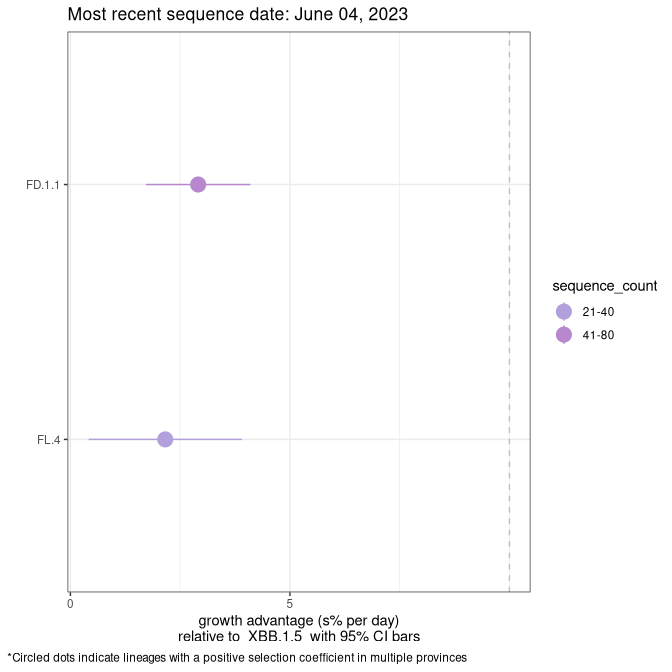 Most recent sequence date: June 04, 2023
FD.1.1
FL.4
0 5
growth advantage (s% per day)
relative to  XBB.1.5  with 95% CI bars
sequence_count
21-40
41-80
*Circled dots indicate lineages with a positive selection coefficient in multiple provinces